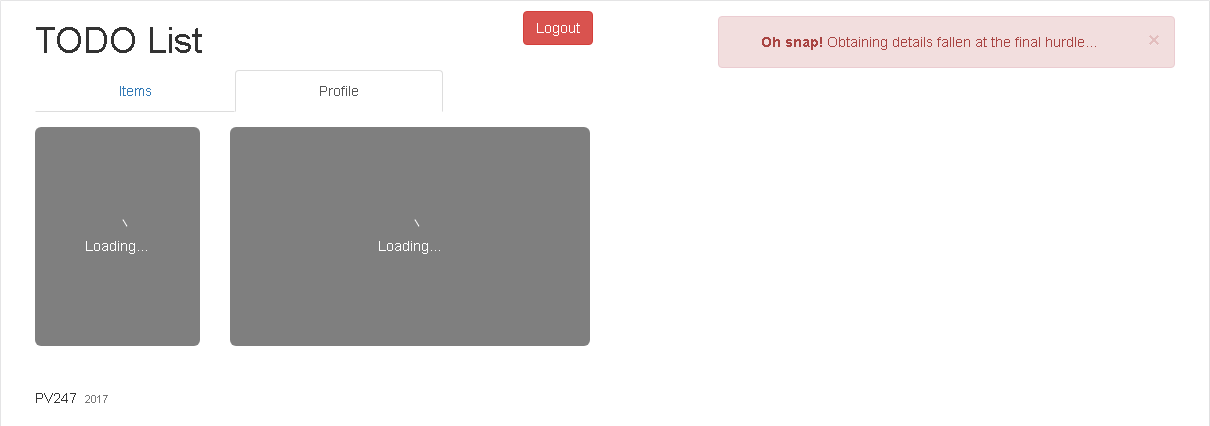 TODO List
Logout
Oh snap! Obtaining details fallen at the final hurdle... ×
Items
Profile
\
Loading...
\
Loading...
PV247 2017